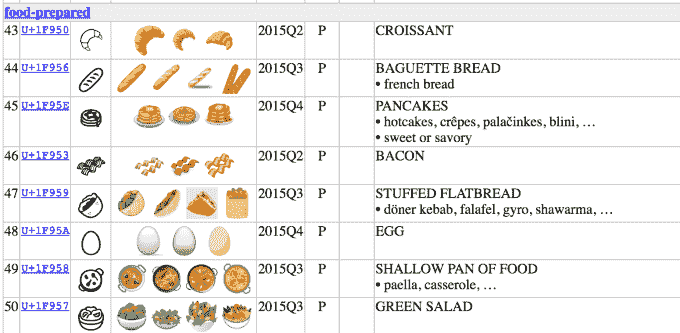 food-prepared
43 U+1F950 2015Q2 P CROISSANT
44 U+1F956 2015Q3 P BAGUETTE BREAD
• french bread
45 U+1F95E 2015Q4 P PANCAKES
• hotcakes, crêpes, palačinkes, blini, …
• sweet or savory
46 U+1F953 2015Q2 P BACON
47 U+1F959 2015Q3 P STUFFED FLATBREAD
• döner kebab, falafel, gyro, shawarma, …
48 U+1F95A 2015Q4 P EGG
49 U+1F958 2015Q3 P SHALLOW PAN OF FOOD
• paella, casserole, …
50 U+1F957 2015Q3 P GREEN SALAD